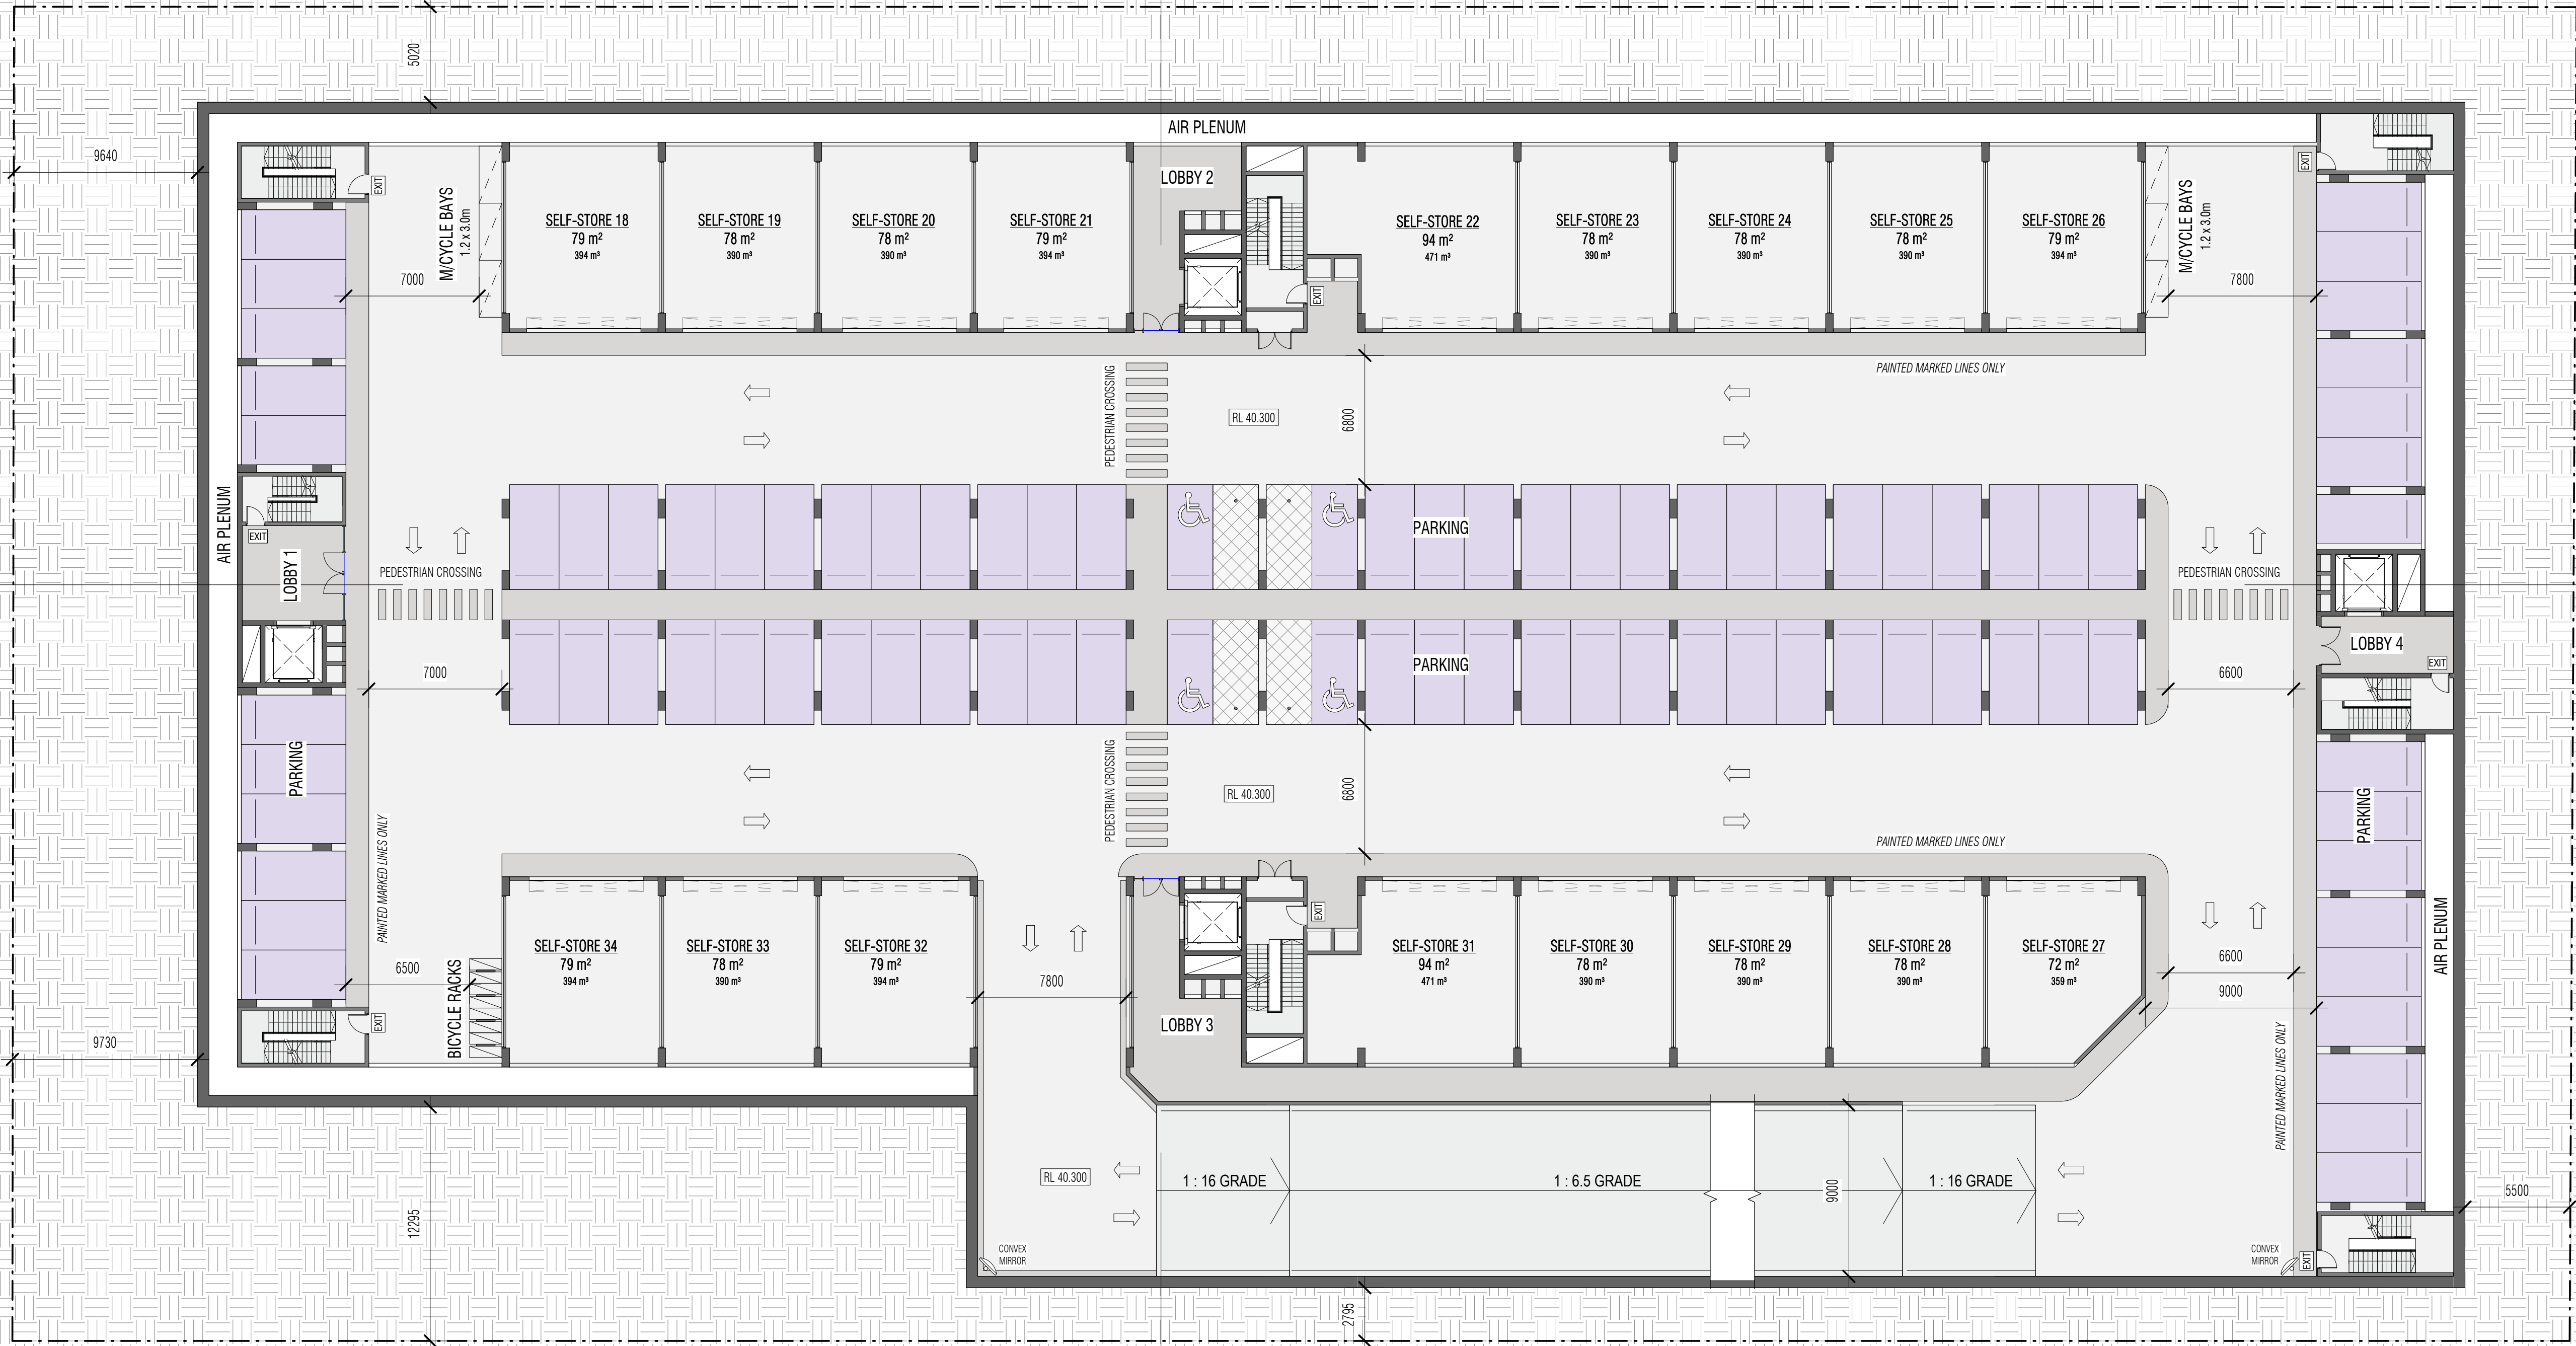 5020
AIR PLENUM
9640
EXIT
M/CYCLE BAYS
1.2 x 3.0m
7000
SELF-STORE 18
79 m²
394 m³
SELF-STORE 19
78 m²
390 m³
SELF-STORE 20
78 m²
390 m³
SELF-STORE 21
79 m²
394 m³
LOBBY 2
EXIT
SELF-STORE 22
94 m²
471 m³
SELF-STORE 23
78 m²
390 m³
SELF-STORE 24
78 m²
390 m³
SELF-STORE 25
78 m²
390 m³
SELF-STORE 26
79 m²
394 m³
M/CYCLE BAYS
1.2 x 3.0m
7800
EXIT
PAINTED MARKED LINES ONLY
PEDESTRIAN CROSSING
RL 40.300
6800
AIR PLENUM
EXIT
LOBBY 1
PEDESTRIAN CROSSING
PARKING
PEDESTRIAN CROSSING
PARKING
LOBBY 4
EXIT
7000
6600
PARKING
PAINTED MARKED LINES ONLY
PEDESTRIAN CROSSING
RL 40.300
6800
PAINTED MARKED LINES ONLY
PARKING
AIR PLENUM
6500
BICYCLE RACKS
EXIT
9730
SELF-STORE 34
79 m²
394 m³
SELF-STORE 33
78 m²
390 m³
SELF-STORE 32
79 m²
394 m³
7800
LOBBY 3
EXIT
SELF-STORE 31
94 m²
471 m³
SELF-STORE 30
78 m²
390 m³
SELF-STORE 29
78 m²
390 m³
SELF-STORE 28
78 m²
390 m³
SELF-STORE 27
72 m²
359 m³
6600
9000
PAINTED MARKED LINES ONLY
12295
RL 40.300
1 : 16 GRADE
1 : 6.5 GRADE
9000
1 : 16 GRADE
5500
CONVEX
MIRROR
CONVEX
MIRROR
EXIT
2795